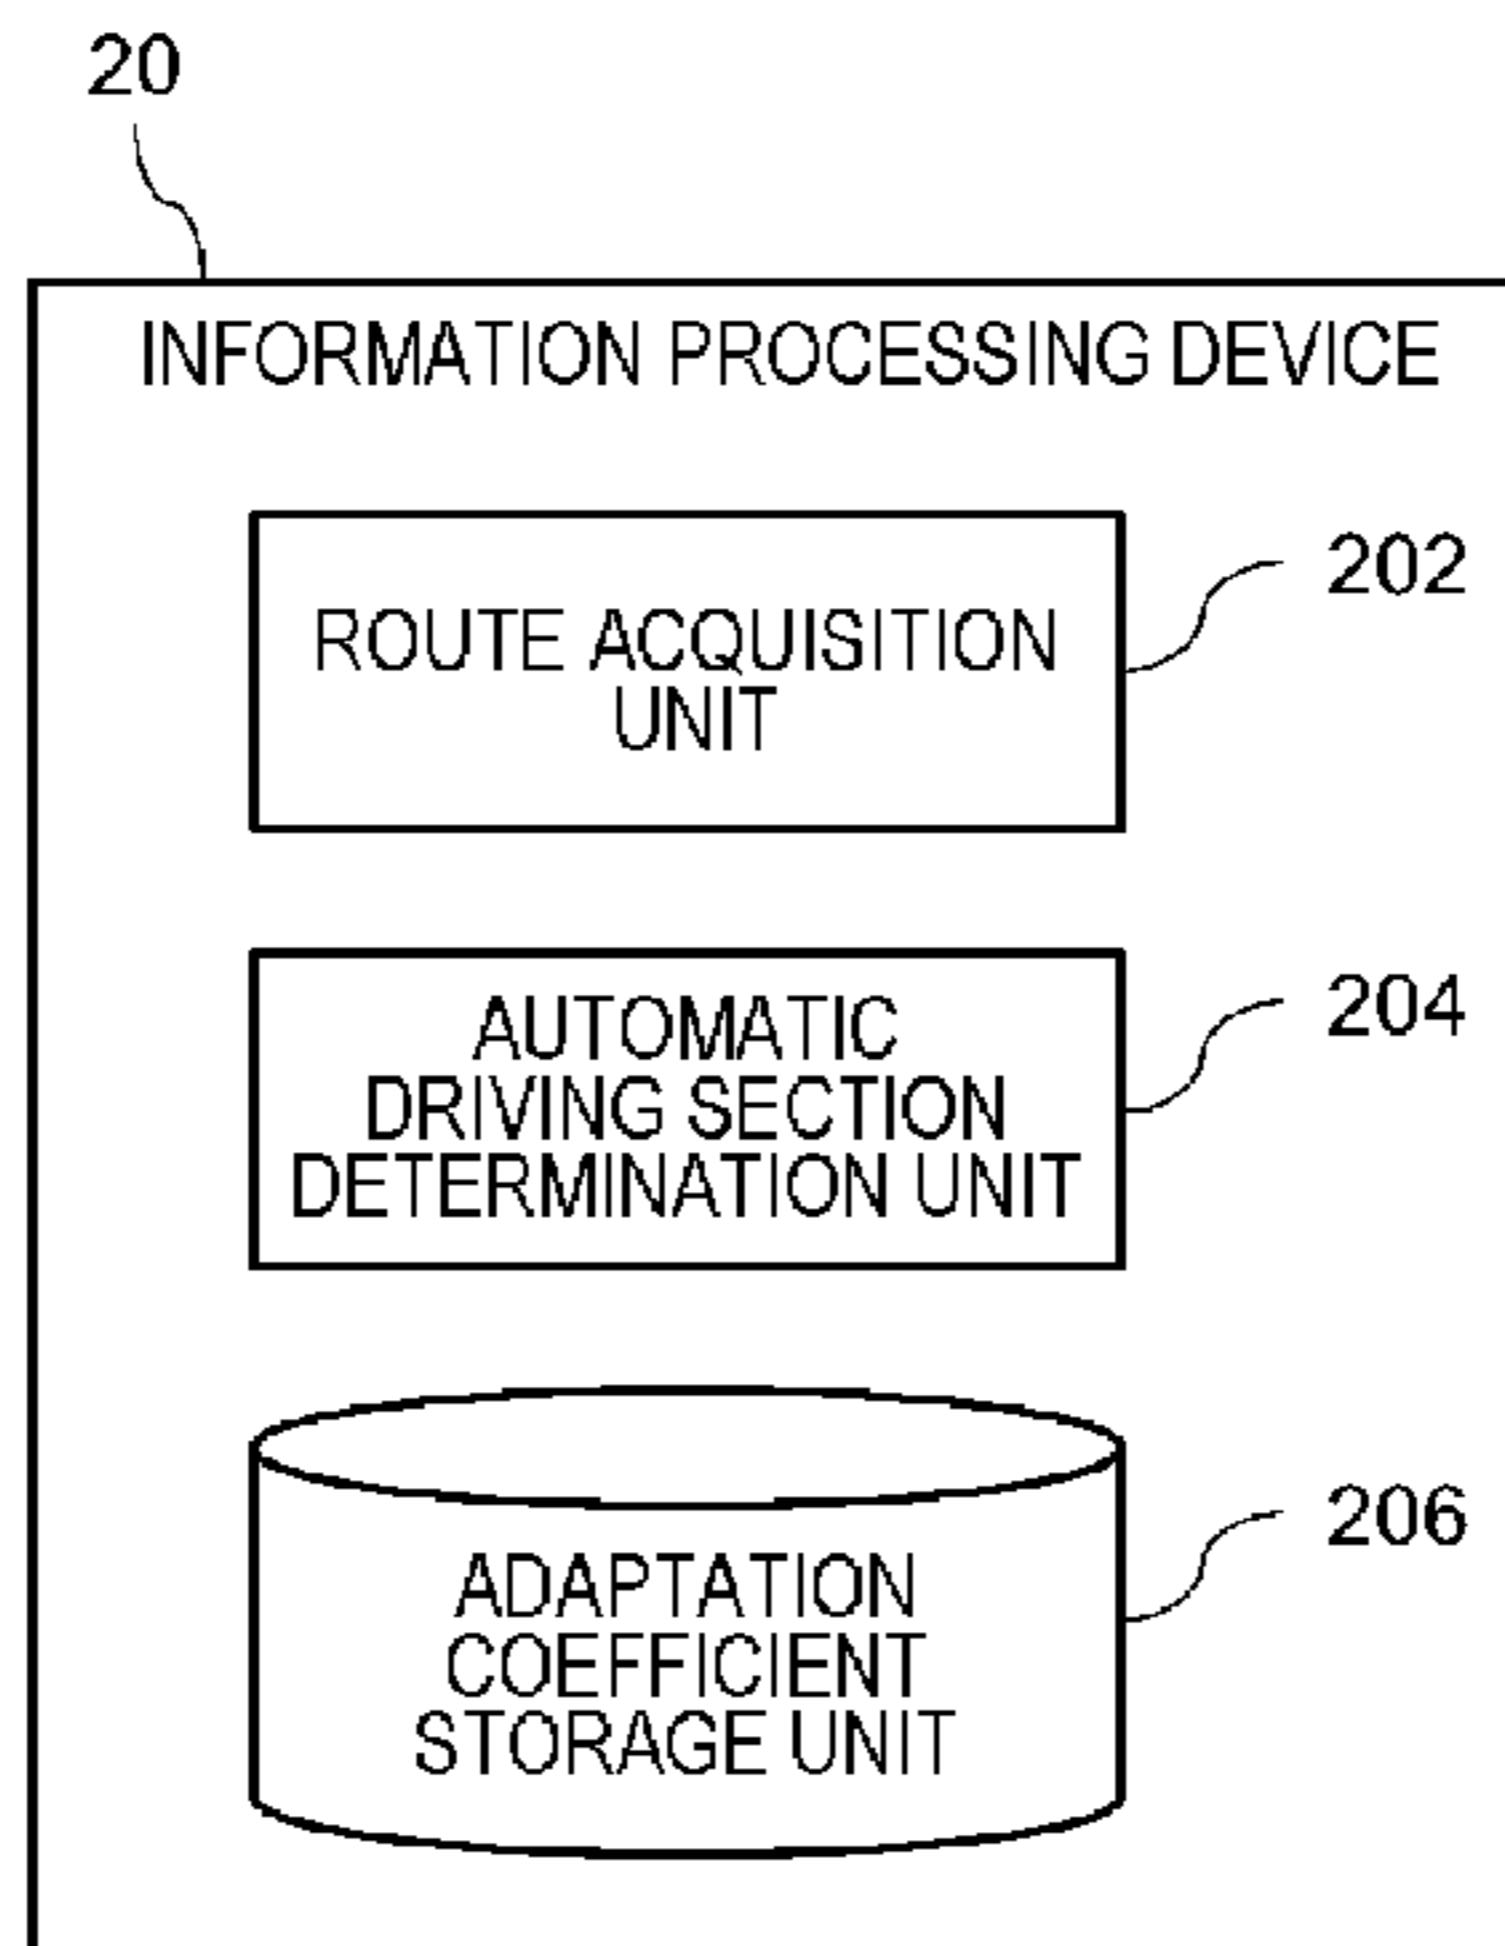 20
INFORMATION PROCESSING DEVICE
ROUTE ACQUISITION
UNIT
202
AUTOMATIC
DRIVING SECTION
DETERMINATION UNIT
204
ADAPTATION
COEFFICIENT
STORAGE UNIT
206